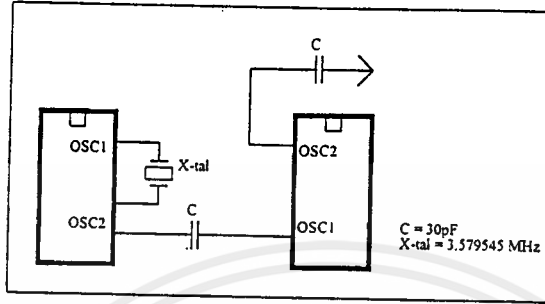 C
OSC1
OSC2
X-tal
C
OSC2
OSC1
C = 30pF
X-tal = 3.579545 MHz